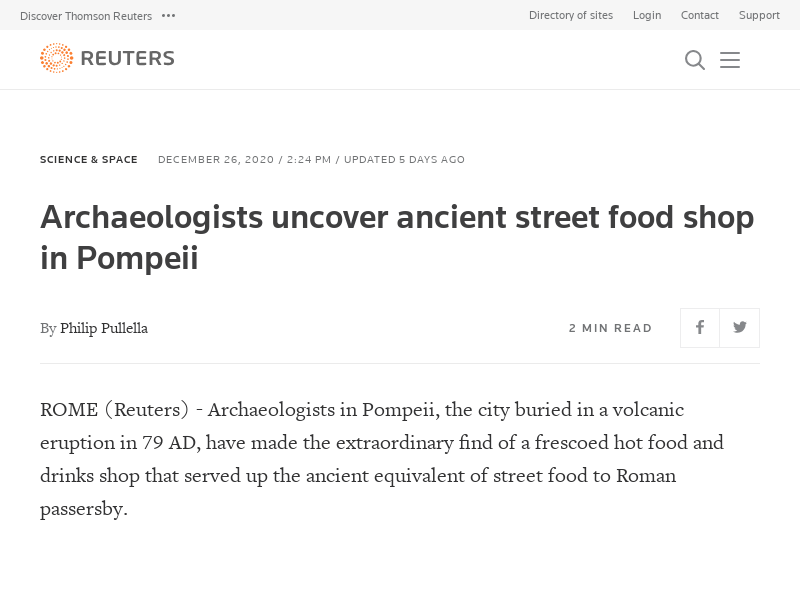 Discover Thomson Reuters
Directory of sites Login Contact Support
REUTERS
SCIENCE & SPACE DECEMBER 26, 2020 / 2:24 PM / UPDATED 5 DAYS AGO
Archaeologists uncover ancient street food shop
in Pompeii
By Philip Pullella
2 MIN READ
ROME (Reuters) - Archaeologists in Pompeii, the city buried in a volcanic
eruption in 79 AD, have made the extraordinary find of a frescoed hot food and
drinks shop that served up the ancient equivalent of street food to Roman
passersby.